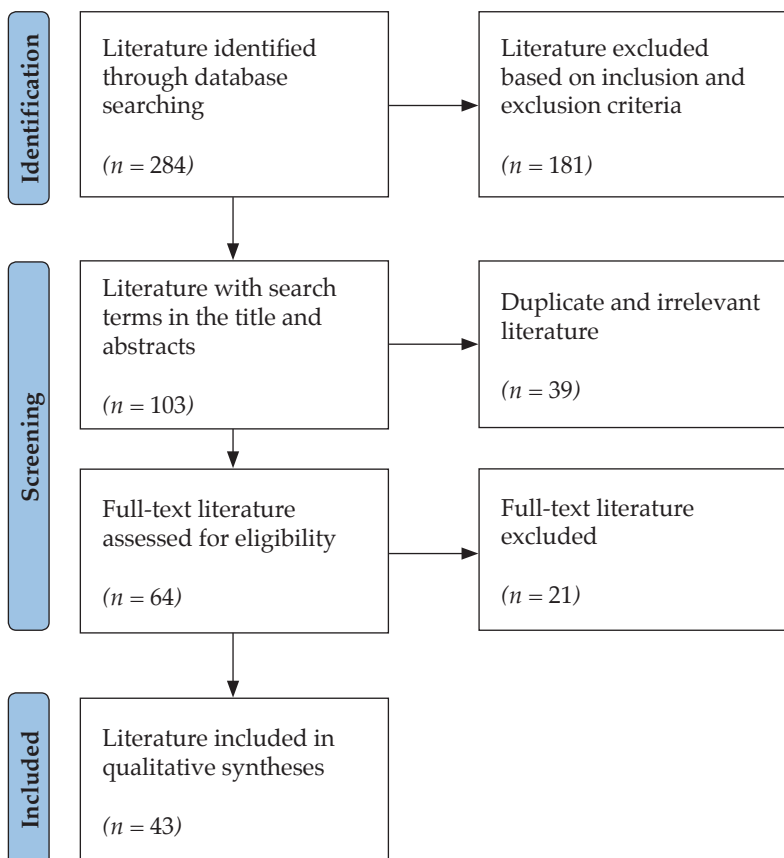 Identification
Literature identified
through database
searching
(n = 284)
Literature excluded
based on inclusion and
exclusion criteria
(n = 181)
Screening
Literature with search
terms in the title and
abstracts
(n = 103)
Duplicate and irrelevant
literature
(n = 39)
Full-text literature
assessed for eligibility
(n = 64)
Full-text literature
excluded
(n = 21)
Included
Literature included in
qualitative syntheses
(n = 43)